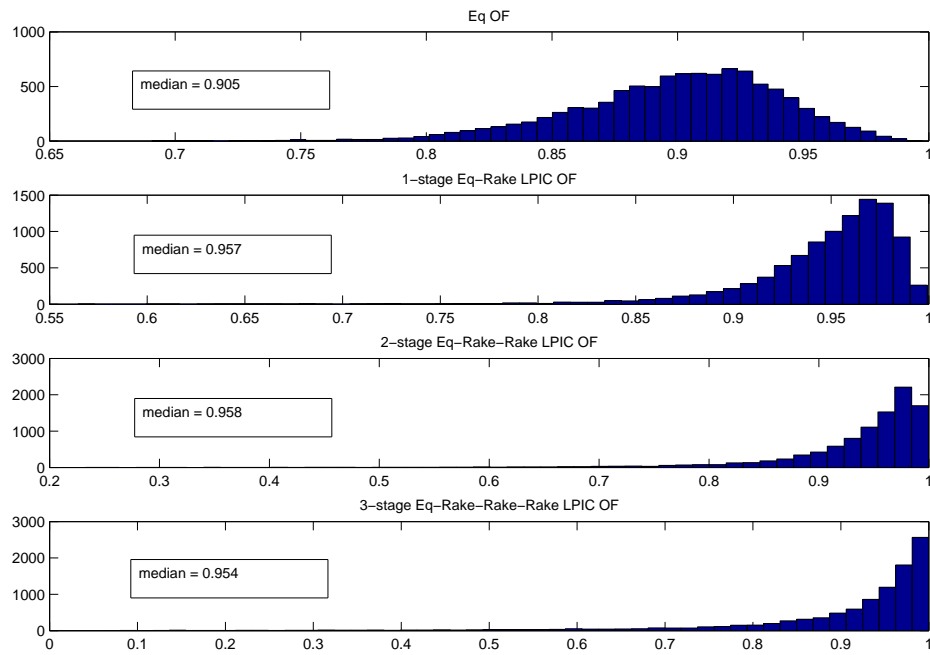 Eq OF
1000
500
0
median = 0.905
0.65 0.7 0.75 0.8 0.85 0.9 0.95 1
1−stage Eq−Rake LPIC OF
1500
1000
500
0
median = 0.957
0.55 0.6 0.65 0.7 0.75 0.8 0.85 0.9 0.95 1
2−stage Eq−Rake−Rake LPIC OF
3000
2000
1000
0
median = 0.958
0.2 0.3 0.4 0.5 0.6 0.7 0.8 0.9 1
3−stage Eq−Rake−Rake−Rake LPIC OF
3000
2000
1000
0
median = 0.954
0 0.1 0.2 0.3 0.4 0.5 0.6 0.7 0.8 0.9 1